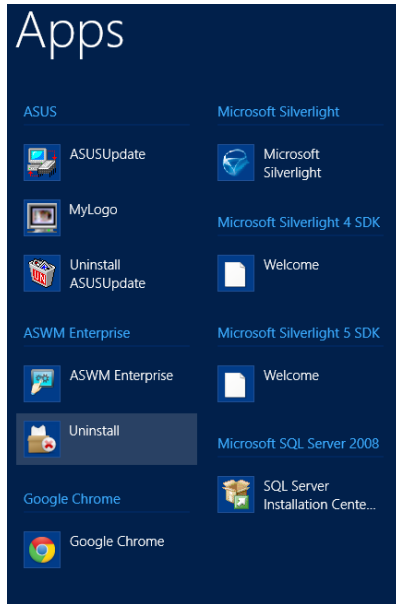 Apps
ASUS
ASUSUpdate
MyLogo
Uninstall
ASUSUpdate
ASWM Enterprise
ASWM Enterprise
Uninstall
Google Chrome
Google Chrome
Microsoft Silverlight
Microsoft
Silverlight
Microsoft Silverlight 4 SDK
Welcome
Microsoft Silverlight 5 SDK
Welcome
Microsoft SQL Server 2008
SQL Server
Installation Cente...